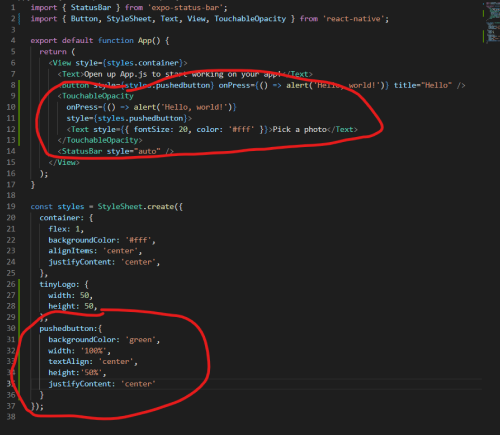 1 import { StatusBar } from 'expo-status-bar';
2 import { Button, StyleSheet, Text, View, TouchableOpacity } from 'react-native';
3
4 export default function App() {
5 return (
6 <View style={styles.container}>
7 <Text>Open up App.js to start working on your app!</Text>
8 <Button style={styles.pushedbutton} onPress={() => alert('Hello, world!')} title="Hello" />
9 <TouchableOpacity
10 onPress={() => alert('Hello, world!')}
11 style={styles.pushedbutton}>
12 <Text style={{ fontSize: 20, color: '#fff' }}>Pick a photo</Text>
13 </TouchableOpacity>
14 <StatusBar style="auto" />
15 </View>
16 );
17 }
18
19 const styles = StyleSheet.create({
20 container: {
21 flex: 1,
22 backgroundColor: '#fff',
23 alignItems: 'center',
24 justifyContent: 'center',
25 },
26 tinyLogo: {
27 width: 50,
28 height: 50,
29 },
30 pushedbutton:{
31 backgroundColor: 'green',
32 width: '100%',
33 textAlign: 'center',
34 height:'50%',
35 justifyContent: 'center'
36 }
37 });
38